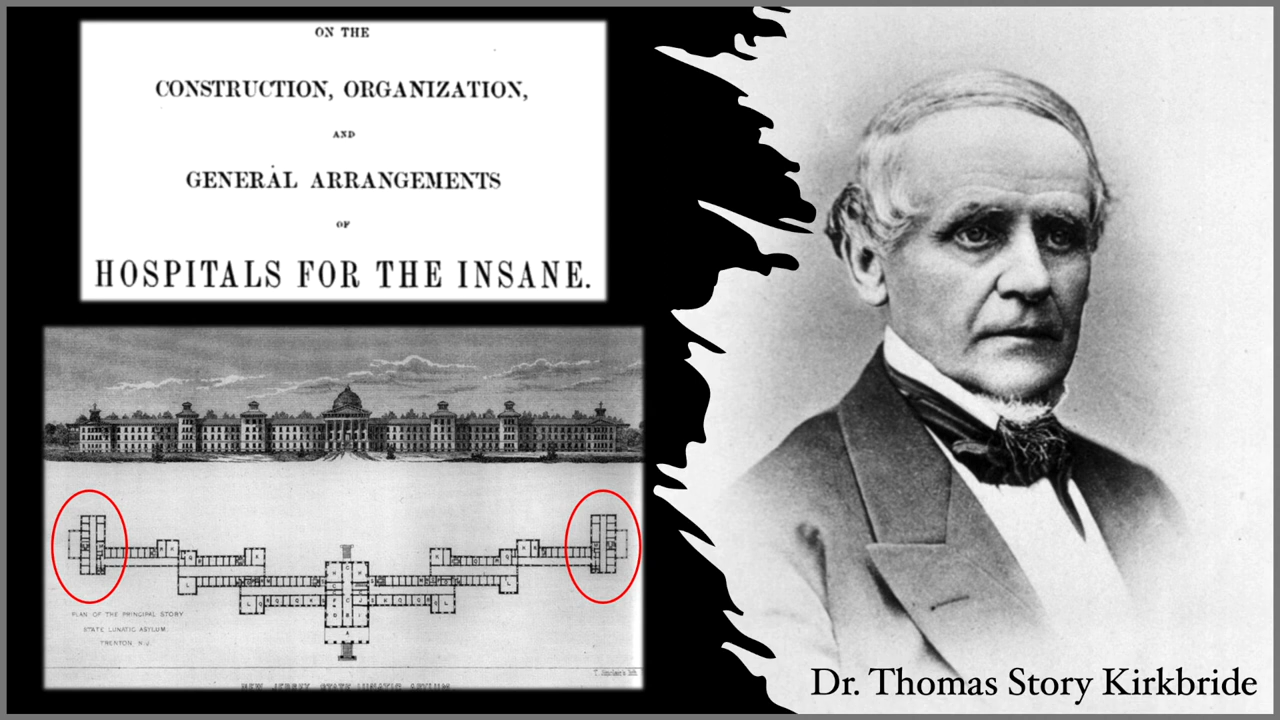 ON THE
CONSTRUCTION, ORGANIZATION,
AND
GENERAL ARRANGEMENTS
OF
HOSPITALS FOR THE INSANE.
PLAN OF THE PRINCIPAL STORY
STATE LUNATIC ASYLUM.
TRENTON N.J.
NEW JERSEY STATE LUNATIC ASYLUM
Dr. Thomas Story Kirkbride